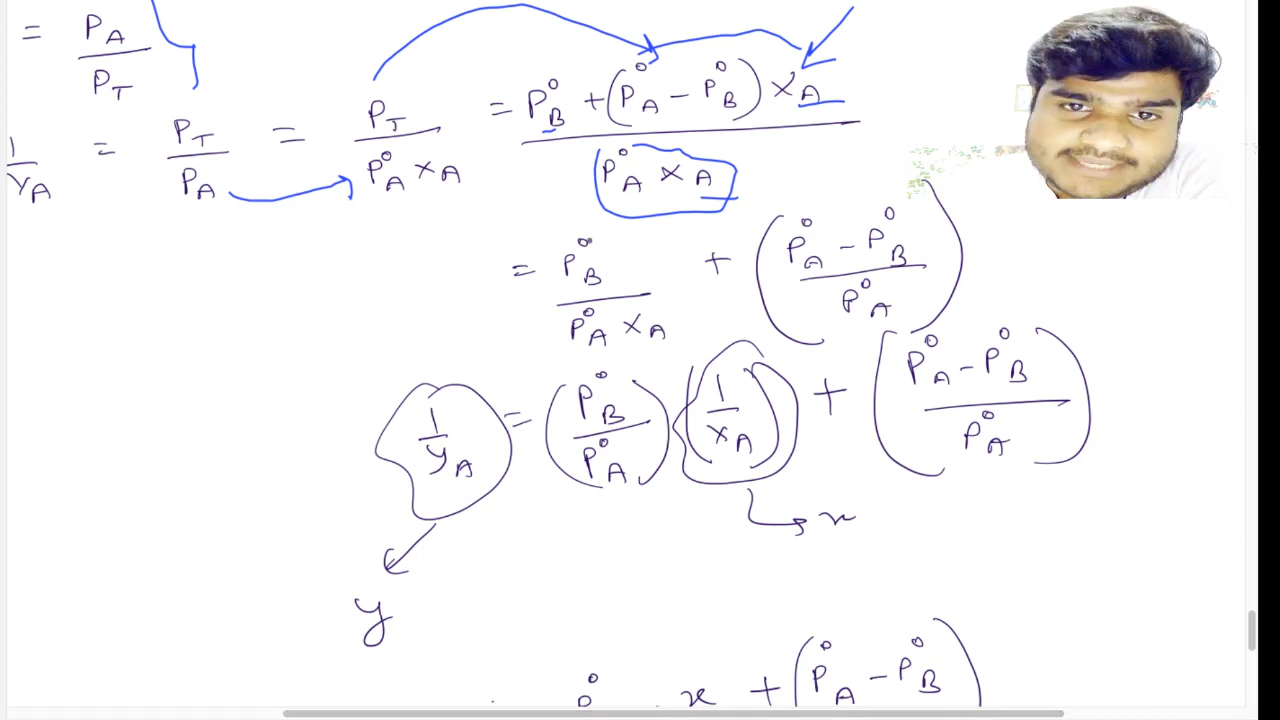 = P_A / P_T
1 / Y_A = P_T / P_A = P_T / P°_A X_A = P°_B + (P°_A − P°_B) X_A / P°_A X_A
= P°_B / P°_A X_A + (P°_A − P°_B / P°_A)
1 / y_A = (P°_B / P°_A) (1 / x_A) + (P°_A − P°_B / P°_A)
x
y
x + (P°_A − P°_B)